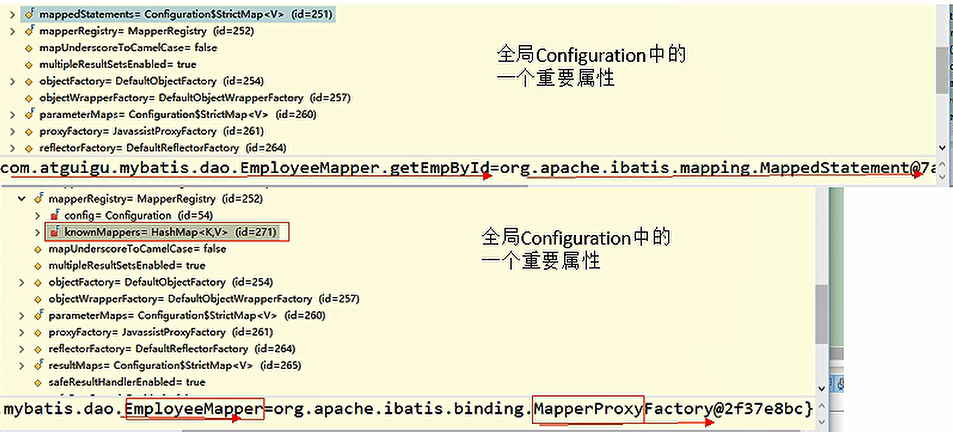 mappedStatements= Configuration$StrictMap<V> (id=251)
mapperRegistry= MapperRegistry (id=252)
mapUnderscoreToCamelCase= false
multipleResultSetsEnabled= true
objectFactory= DefaultObjectFactory (id=254)
objectWrapperFactory= DefaultObjectWrapperFactory (id=257)
parameterMaps= Configuration$StrictMap<V> (id=260)
proxyFactory= JavassistProxyFactory (id=261)
reflectorFactory= DefaultReflectorFactory (id=264)
全局Configuration中的
一个重要属性
com.atguigu.mybatis.dao.EmployeeMapper.getEmpById=org.apache.ibatis.mapping.MappedStatement@7a
mapperRegistry= MapperRegistry (id=252)
config= Configuration (id=54)
knownMappers= HashMap<K,V> (id=271)
mapUnderscoreToCamelCase= false
multipleResultSetsEnabled= true
objectFactory= DefaultObjectFactory (id=254)
objectWrapperFactory= DefaultObjectWrapperFactory (id=257)
parameterMaps= Configuration$StrictMap<V> (id=260)
proxyFactory= JavassistProxyFactory (id=261)
reflectorFactory= DefaultReflectorFactory (id=264)
resultMaps= Configuration$StrictMap<V> (id=265)
safeResultHandlerEnabled= true
全局Configuration中的
一个重要属性
.mybatis.dao.EmployeeMapper=org.apache.ibatis.binding.MapperProxyFactory@2f37e8bc}